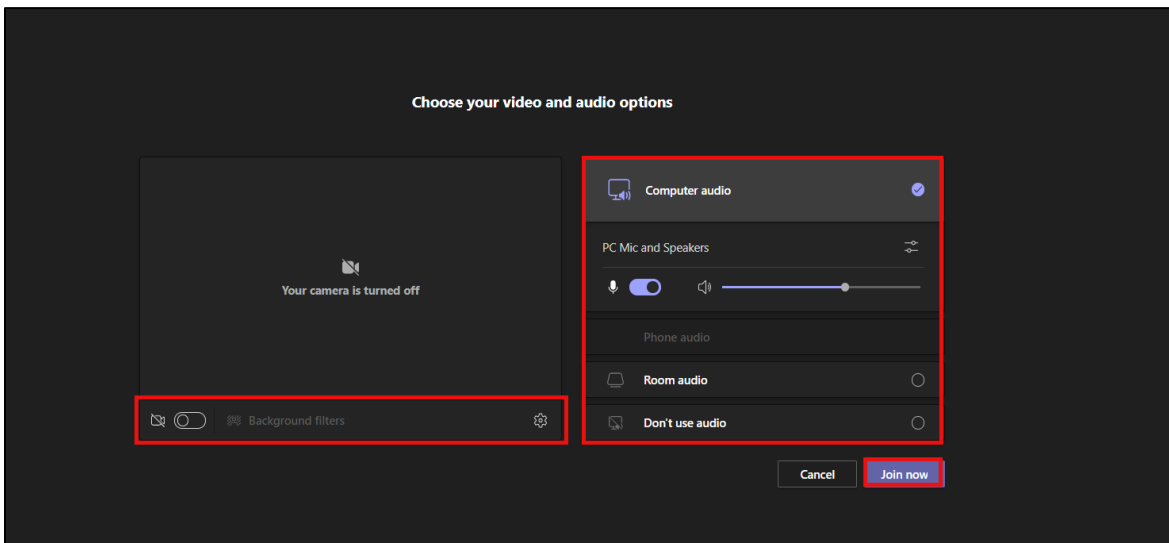 Choose your video and audio options
Your camera is turned off
Background filters
Computer audio
PC Mic and Speakers
Phone audio
Room audio
Don't use audio
Cancel
Join now